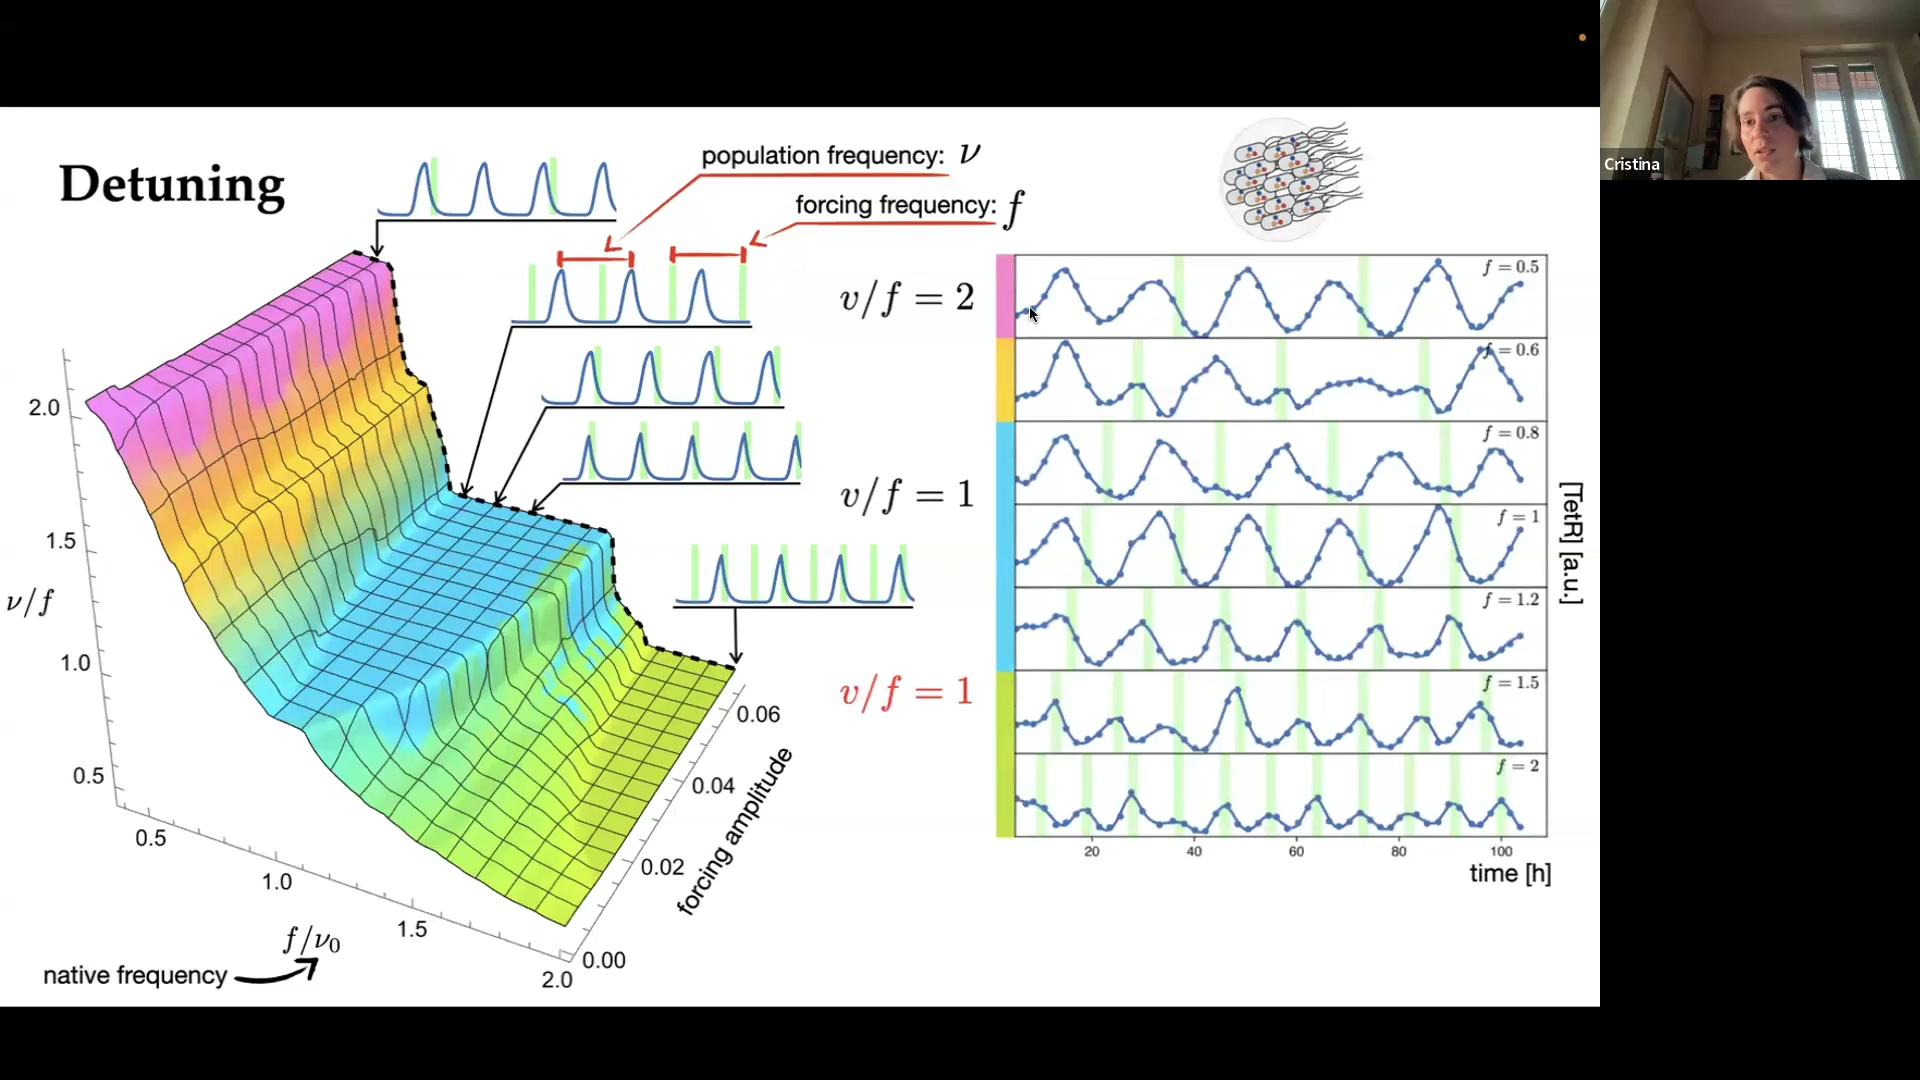 Detuning
population frequency: ν
forcing frequency: f
v/f = 2
v/f = 1
v/f = 1
2.0
1.5
1.0
0.5
ν/f
0.5
1.0
1.5
2.0
f/ν₀
native frequency
0.00
0.02
0.04
0.06
forcing amplitude
f = 0.5
f = 0.6
f = 0.8
f = 1
f = 1.2
f = 1.5
f = 2
20 40 60 80 100
time [h]
[TetR] [a.u.]
Cristina